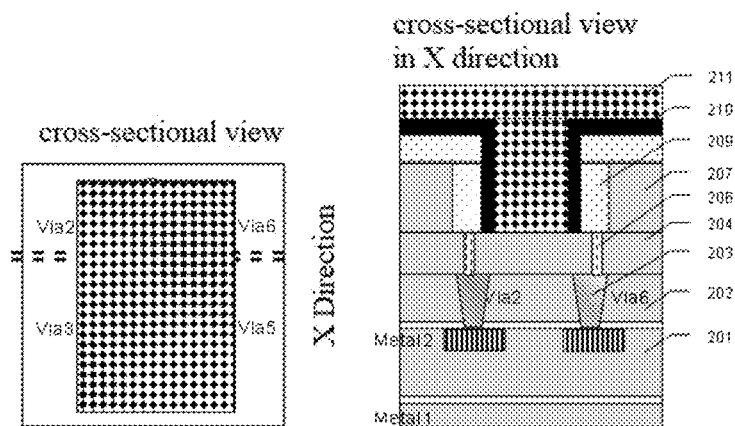 cross-sectional view
in X direction
cross-sectional view
Via2
Via6
Via3
Via5
X Direction
211
210
209
207
206
204
203
202
201
Via2
Via6
Metal2
Metal1